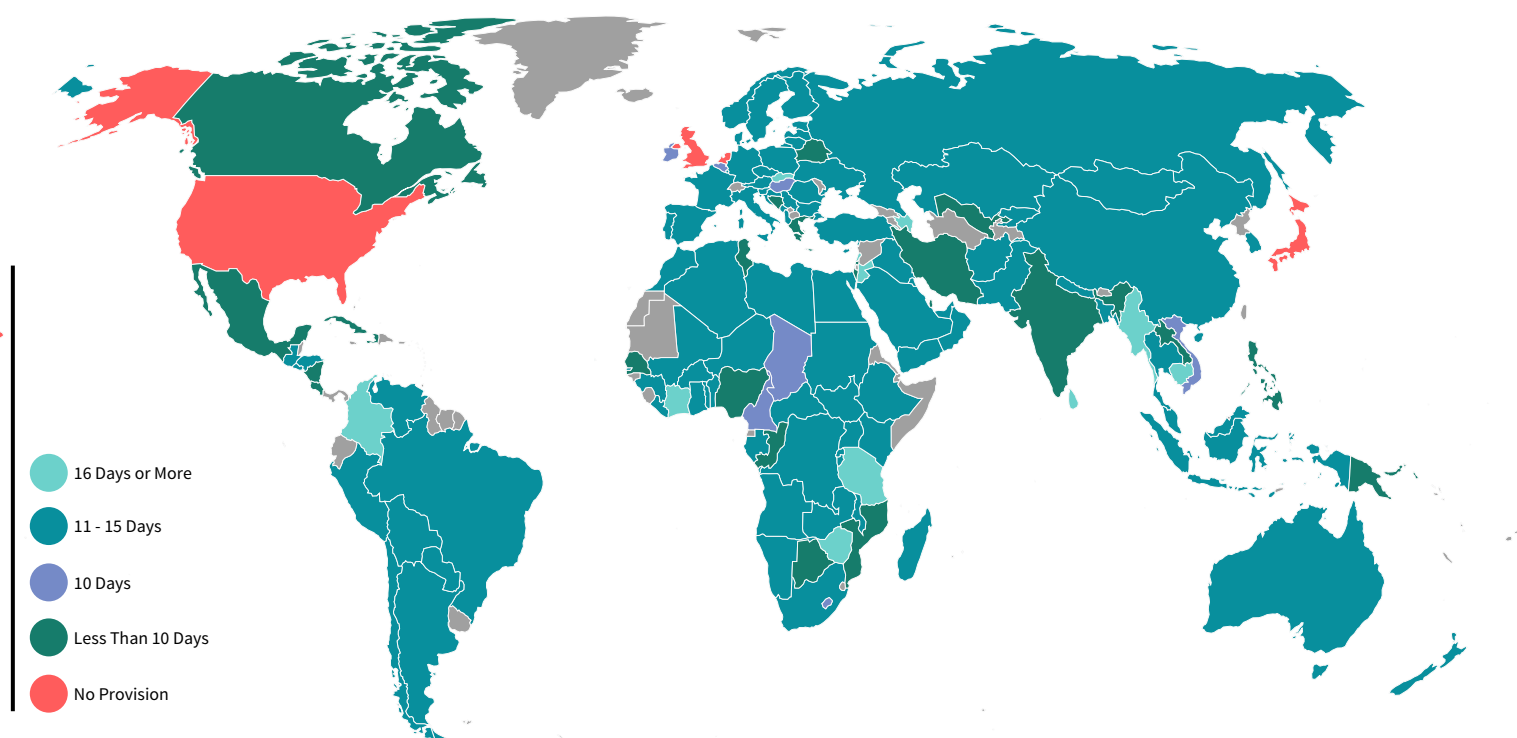 16 Days or More
11 - 15 Days
10 Days
Less Than 10 Days
No Provision